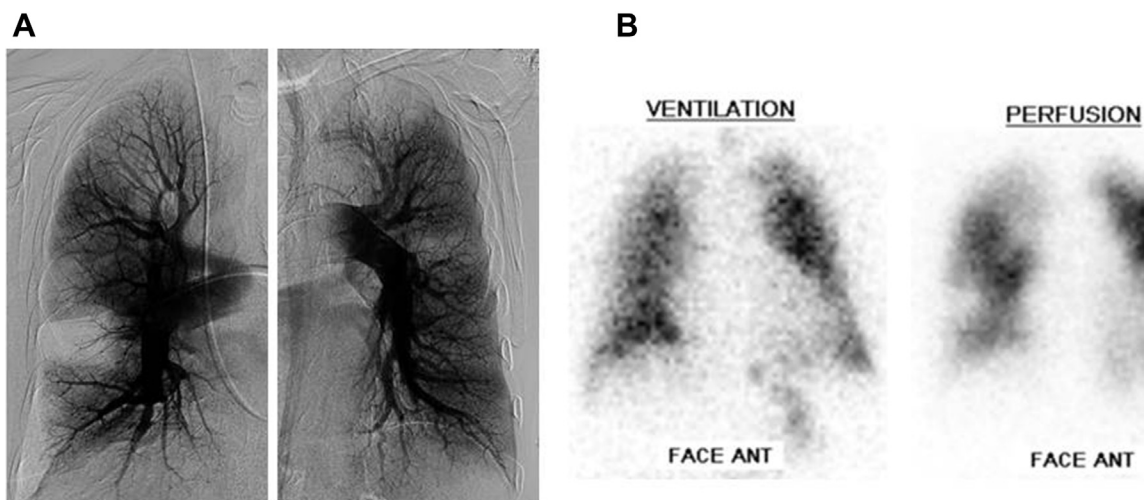 A
B
VENTILATION
PERFUSION
FACE ANT
FACE ANT